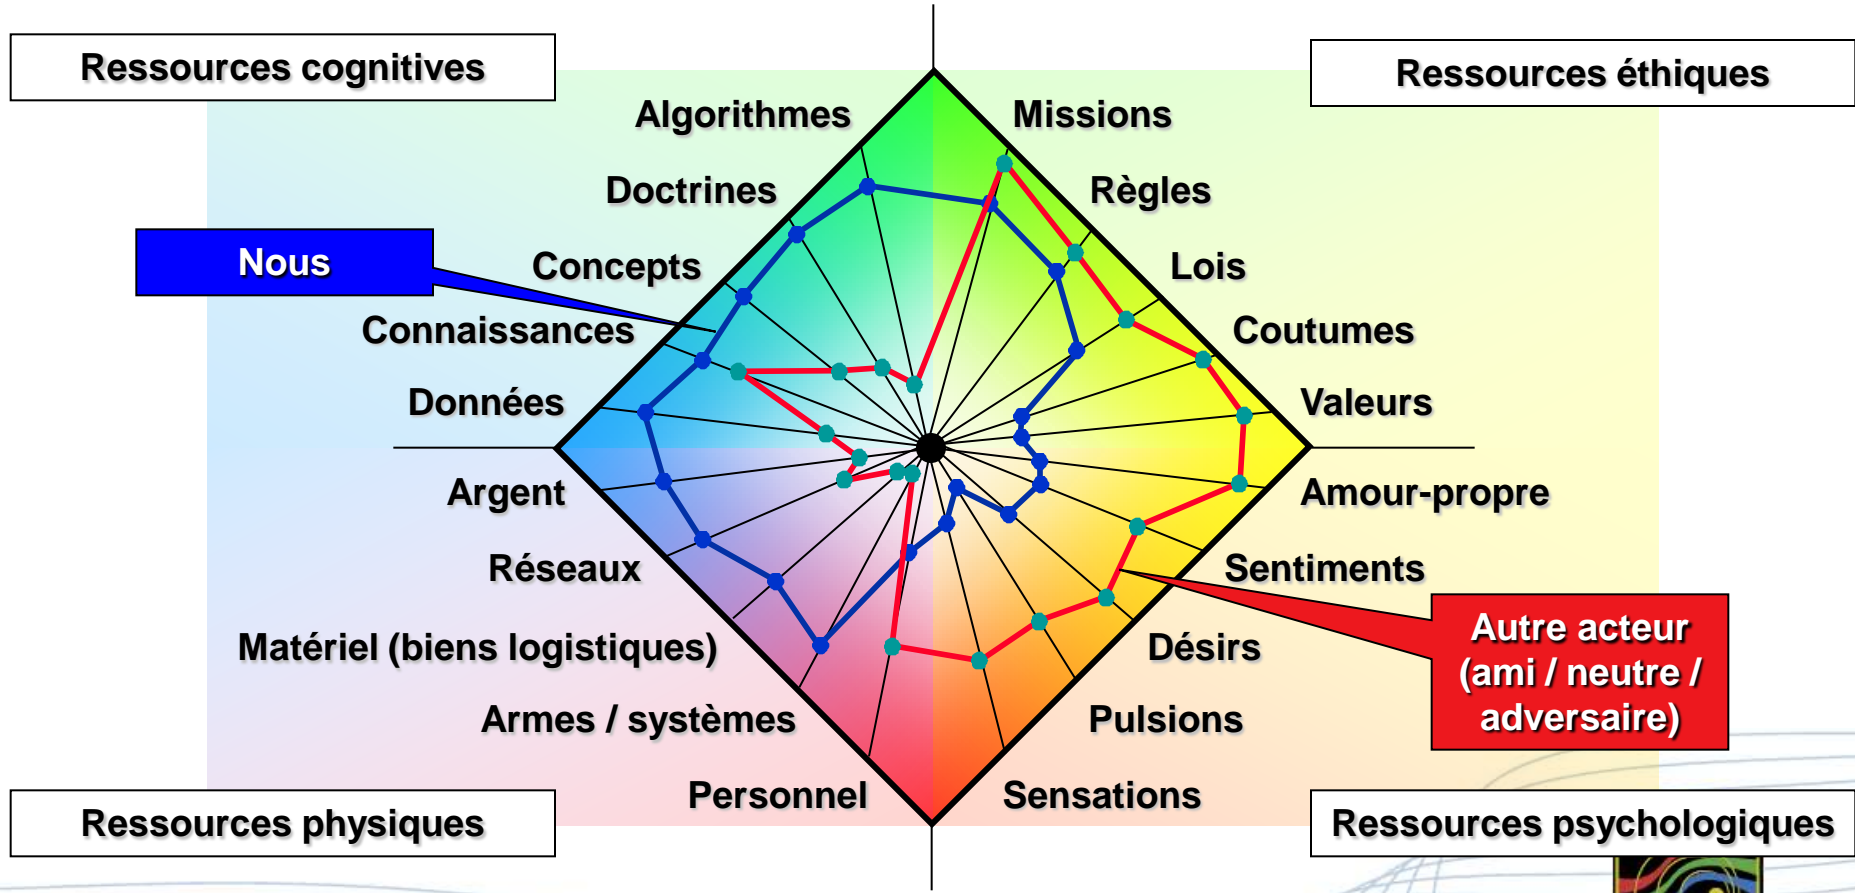 Ressources cognitives
Ressources éthiques
Algorithmes
Missions
Doctrines
Règles
Nous
Concepts
Lois
Connaissances
Coutumes
Données
Valeurs
Argent
Amour-propre
Réseaux
Sentiments
Matériel (biens logistiques)
Désirs
Autre acteur
(ami / neutre /
adversaire)
Armes / systèmes
Pulsions
Personnel
Sensations
Ressources physiques
Ressources psychologiques